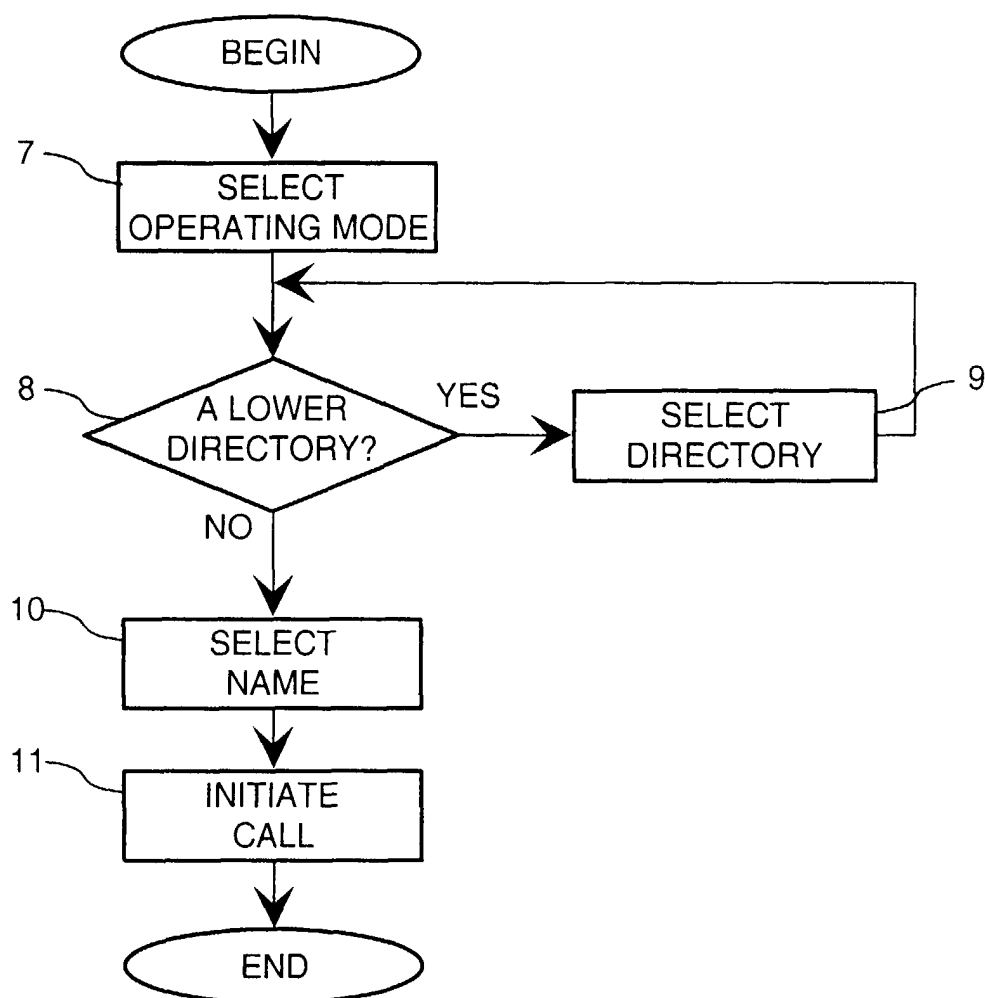 BEGIN
7
SELECT
OPERATING MODE
8
A LOWER
DIRECTORY?
YES
9
SELECT
DIRECTORY
NO
10
SELECT
NAME
11
INITIATE
CALL
END